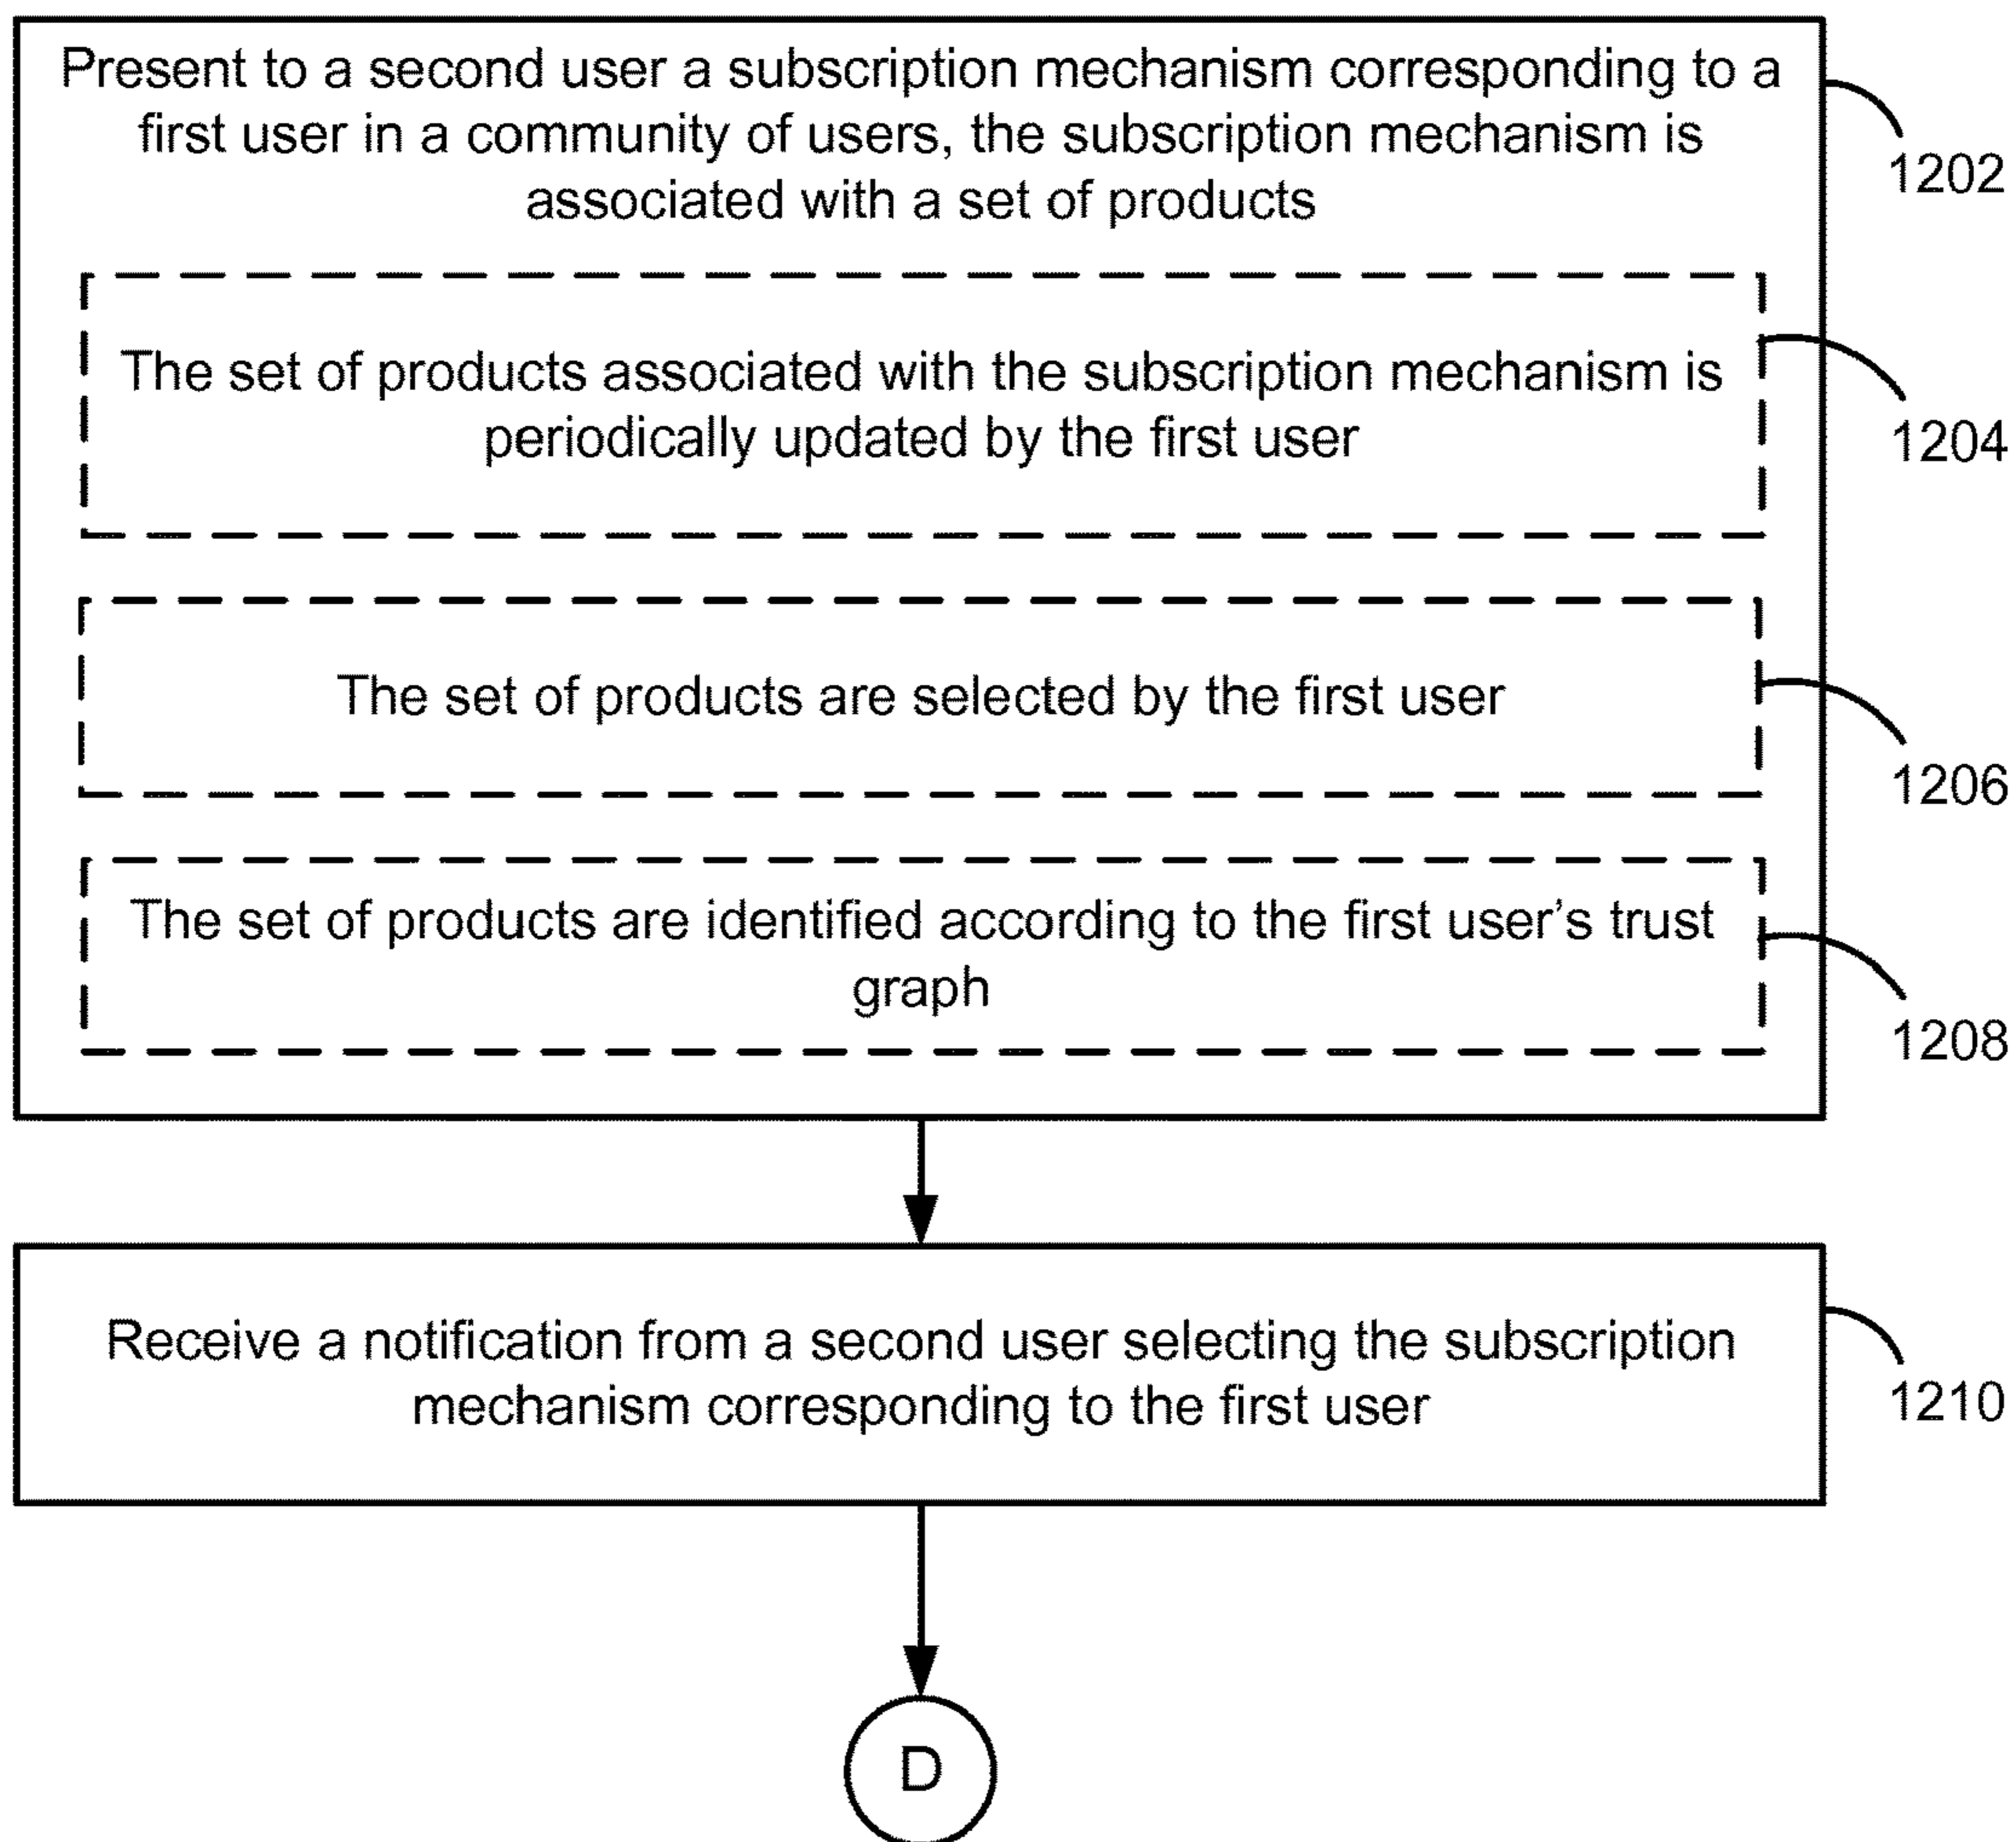 Present to a second user a subscription mechanism corresponding to a
first user in a community of users, the subscription mechanism is
associated with a set of products
1202
The set of products associated with the subscription mechanism is
periodically updated by the first user
1204
The set of products are selected by the first user
1206
The set of products are identified according to the first user’s trust
graph
1208
Receive a notification from a second user selecting the subscription
mechanism corresponding to the first user
1210
D